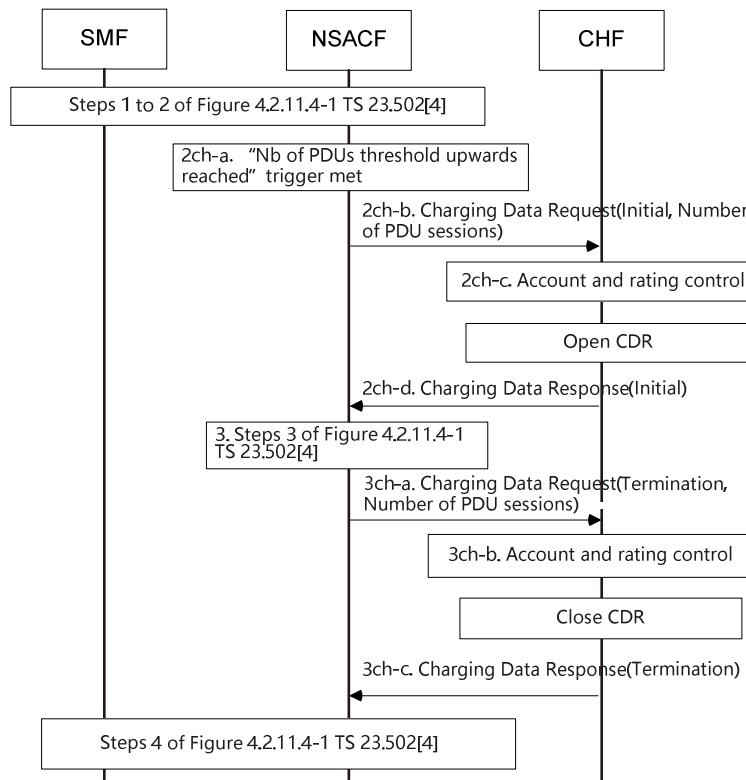 SMF
NSACF
CHF
Steps 1 to 2 of Figure 4.2.11.4-1 TS 23.502[4]
2ch-a. “Nb of PDUs threshold upwards
reached” trigger met
2ch-b. Charging Data Request(Initial, Number
of PDU sessions)
2ch-c. Account and rating control
Open CDR
2ch-d. Charging Data Response(Initial)
3. Steps 3 of Figure 4.2.11.4-1
TS 23.502[4]
3ch-a. Charging Data Request(Termination,
Number of PDU sessions)
3ch-b. Account and rating control
Close CDR
3ch-c. Charging Data Response(Termination)
Steps 4 of Figure 4.2.11.4-1 TS 23.502[4]